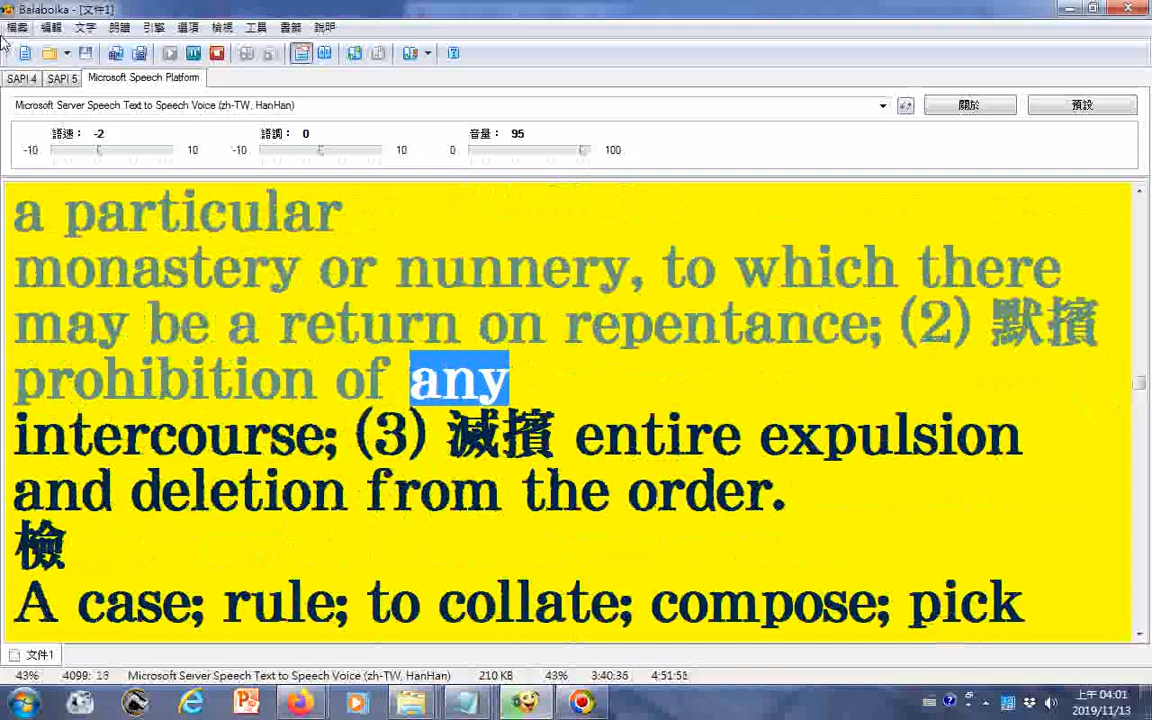 Balabolka - [文件1]
檔案 編輯 文字 朗讀 引擎 選項 檢視 工具 書籤 說明
SAPI 4 SAPI 5 Microsoft Speech Platform
Microsoft Server Speech Text to Speech Voice (zh-TW, HanHan) 關於 預設
語速： -2 語調： 0 音量： 95
-10 10 -10 10 0 100
a particular
monastery or nunnery, to which there
may be a return on repentance; (2) 默擯
prohibition of any
intercourse; (3) 滅擯 entire expulsion
and deletion from the order.
檢
A case; rule; to collate; compose; pick
文件1
43% 4099: 13 Microsoft Server Speech Text to Speech Voice (zh-TW, HanHan) 210 KB 43% 3:40:36 4:51:51
上午 04:01
2019/11/13